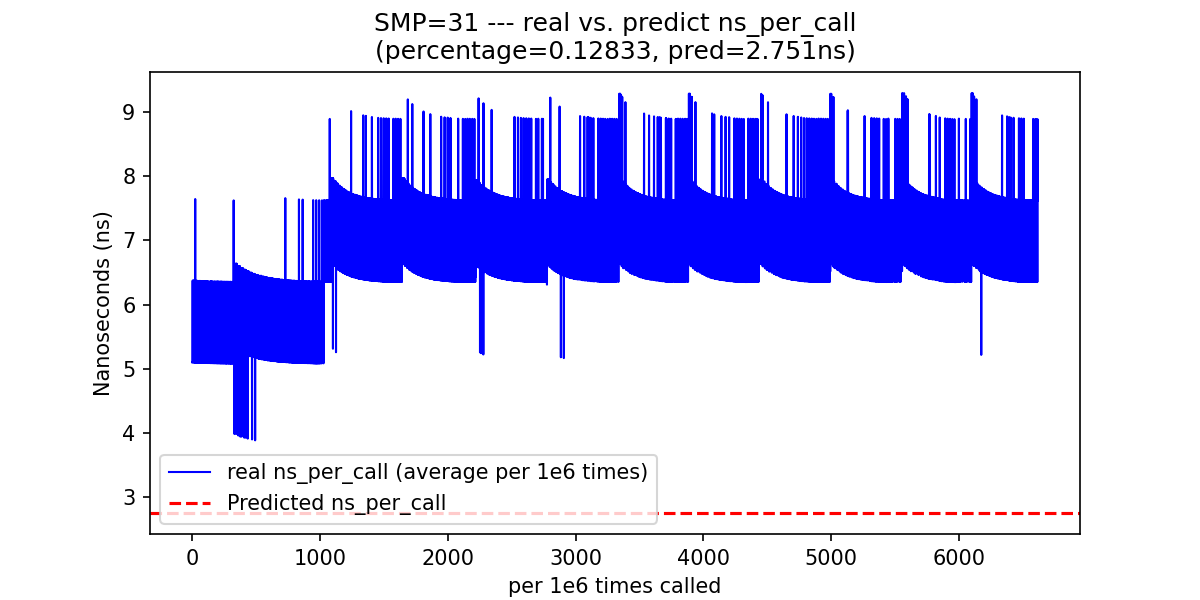 SMP=31 --- real vs. predict ns_per_call
(percentage=0.12833, pred=2.751ns)
Nanoseconds (ns)
9
8
7
6
5
4
3
real ns_per_call (average per 1e6 times)
Predicted ns_per_call
0 1000 2000 3000 4000 5000 6000
per 1e6 times called